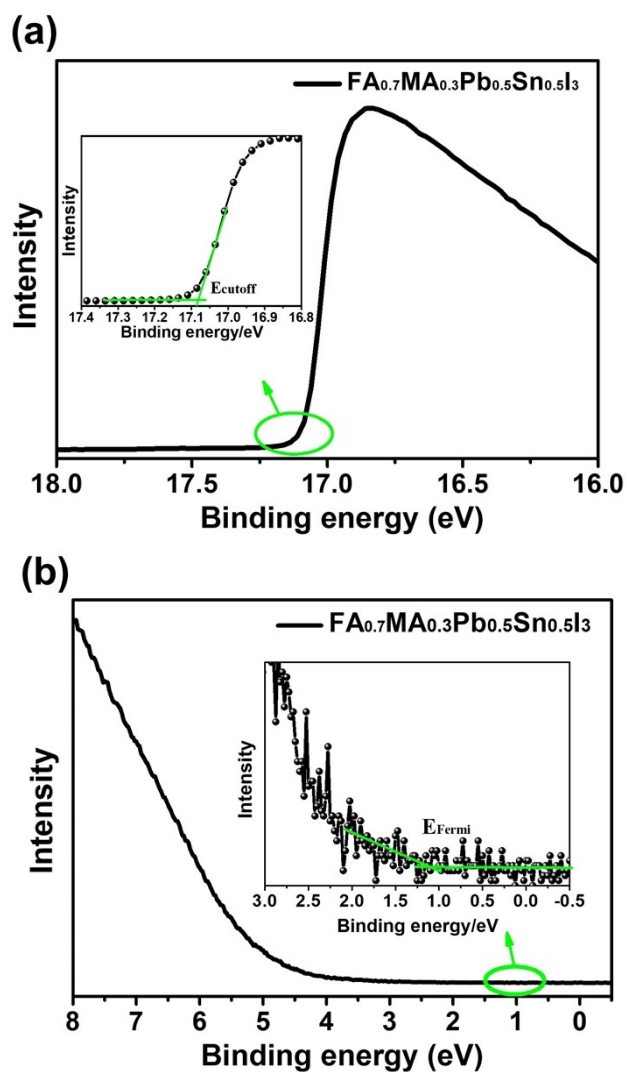 (a)
FA₀.₇MA₀.₃Pb₀.₅Sn₀.₅I₃
Intensity
Intensity
Ecutoff
17.4 17.3 17.2 17.1 17.0 16.9 16.8
Binding energy/eV
18.0 17.5 17.0 16.5 16.0
Binding energy (eV)
(b)
FA₀.₇MA₀.₃Pb₀.₅Sn₀.₅I₃
Intensity
Intensity
EFermi
3.0 2.5 2.0 1.5 1.0 0.5 0.0 -0.5
Binding energy/eV
8 7 6 5 4 3 2 1 0
Binding energy (eV)